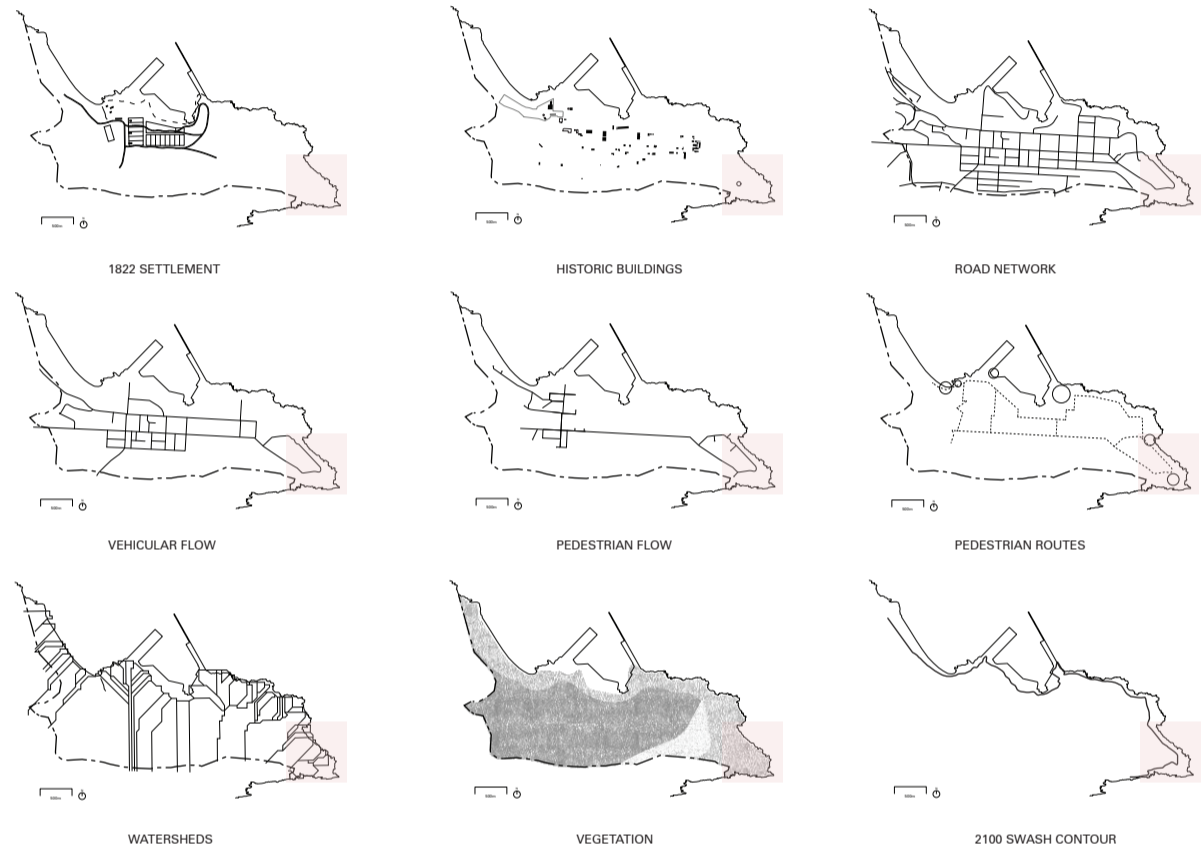 1822 SETTLEMENT
HISTORIC BUILDINGS
ROAD NETWORK
VEHICULAR FLOW
PEDESTRIAN FLOW
PEDESTRIAN ROUTES
WATERSHEDS
VEGETATION
2100 SWASH CONTOUR